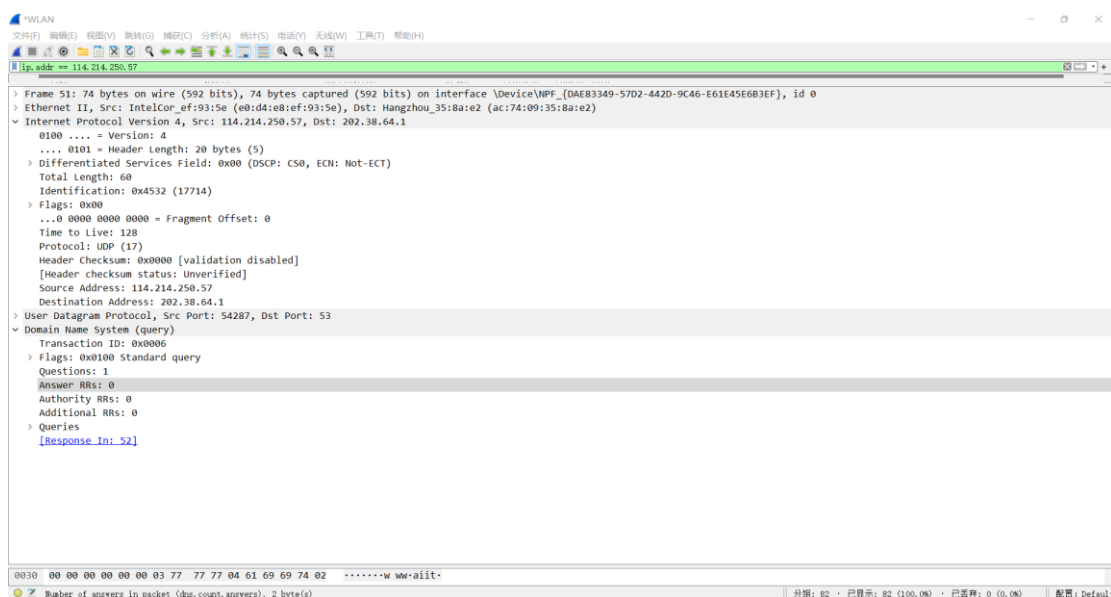 *WLAN
文件(F) 编辑(E) 视图(V) 跳转(G) 捕获(C) 分析(A) 统计(S) 电话(Y) 无线(W) 工具(T) 帮助(H)
ip.addr == 114.214.250.57
Frame 51: 74 bytes on wire (592 bits), 74 bytes captured (592 bits) on interface \Device\NPF_{DAE83349-57D2-442D-9C46-E61E45E6B3EF}, id 0
Ethernet II, Src: IntelCor_ef:93:5e (e0:d4:e8:ef:93:5e), Dst: Hangzhou_35:8a:e2 (ac:74:09:35:8a:e2)
Internet Protocol Version 4, Src: 114.214.250.57, Dst: 202.38.64.1
0100 .... = Version: 4
.... 0101 = Header Length: 20 bytes (5)
Differentiated Services Field: 0x00 (DSCP: CS0, ECN: Not-ECT)
Total Length: 60
Identification: 0x4532 (17714)
Flags: 0x00
...0 0000 0000 0000 = Fragment Offset: 0
Time to Live: 128
Protocol: UDP (17)
Header Checksum: 0x0000 [validation disabled]
[Header checksum status: Unverified]
Source Address: 114.214.250.57
Destination Address: 202.38.64.1
User Datagram Protocol, Src Port: 54287, Dst Port: 53
Domain Name System (query)
Transaction ID: 0x0006
Flags: 0x0100 Standard query
Questions: 1
Answer RRs: 0
Authority RRs: 0
Additional RRs: 0
Queries
[Response In: 52]
0030 00 00 00 00 00 00 03 77 77 77 04 61 69 69 74 02 ·······w ww·aiit·
Number of answers in packet (dns.count.answers), 2 byte(s) 分组: 82 · 已显示: 82 (100.0%) · 已丢弃: 0 (0.0%) 配置: Defaul